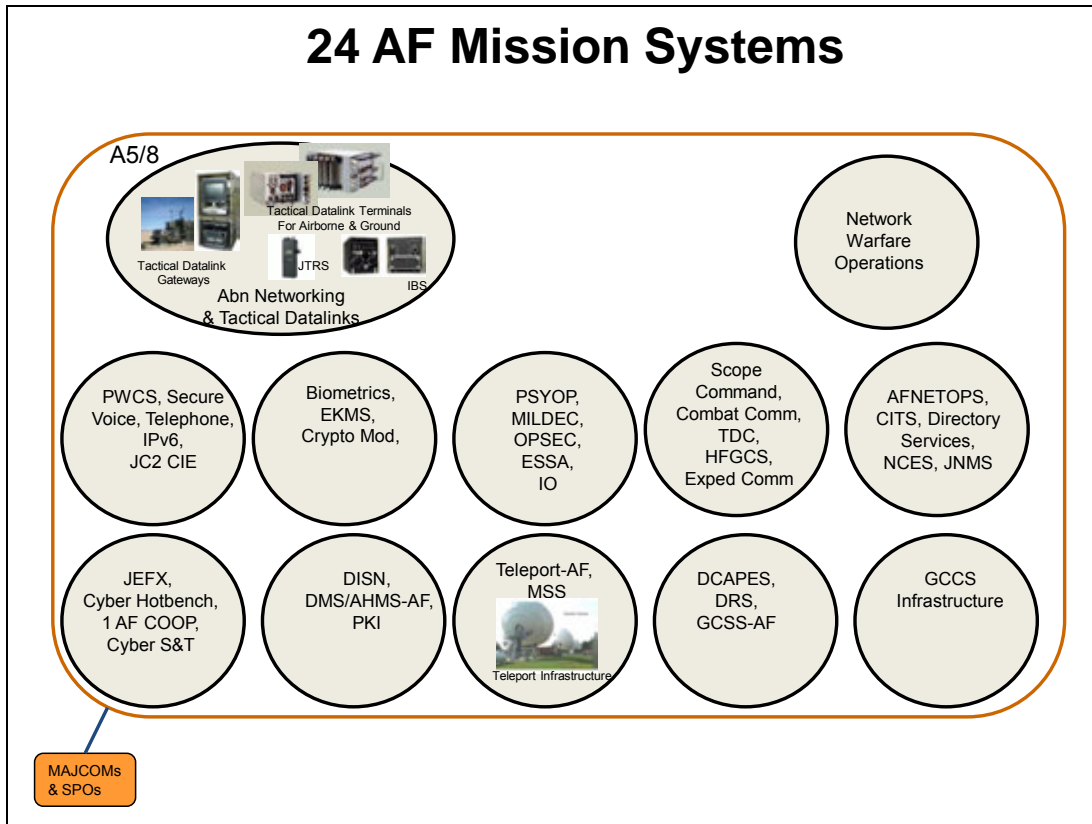 24 AF Mission Systems
A5/8
Tactical Datalink Terminals
For Airborne & Ground
Tactical Datalink
Gateways
JTRS
IBS
Abn Networking
& Tactical Datalinks
Network
Warfare
Operations
PWCS, Secure
Voice, Telephone,
IPv6,
JC2 CIE
Biometrics,
EKMS,
Crypto Mod,
PSYOP,
MILDEC,
OPSEC,
ESSA,
IO
Scope
Command,
Combat Comm,
TDC,
HFGCS,
Exped Comm
AFNETOPS,
CITS, Directory
Services,
NCES, JNMS
JEFX,
Cyber Hotbench,
1 AF COOP,
Cyber S&T
DISN,
DMS/AHMS-AF,
PKI
Teleport-AF,
MSS
Teleport Infrastructure
DCAPES,
DRS,
GCSS-AF
GCCS
Infrastructure
MAJCOMs
& SPOs